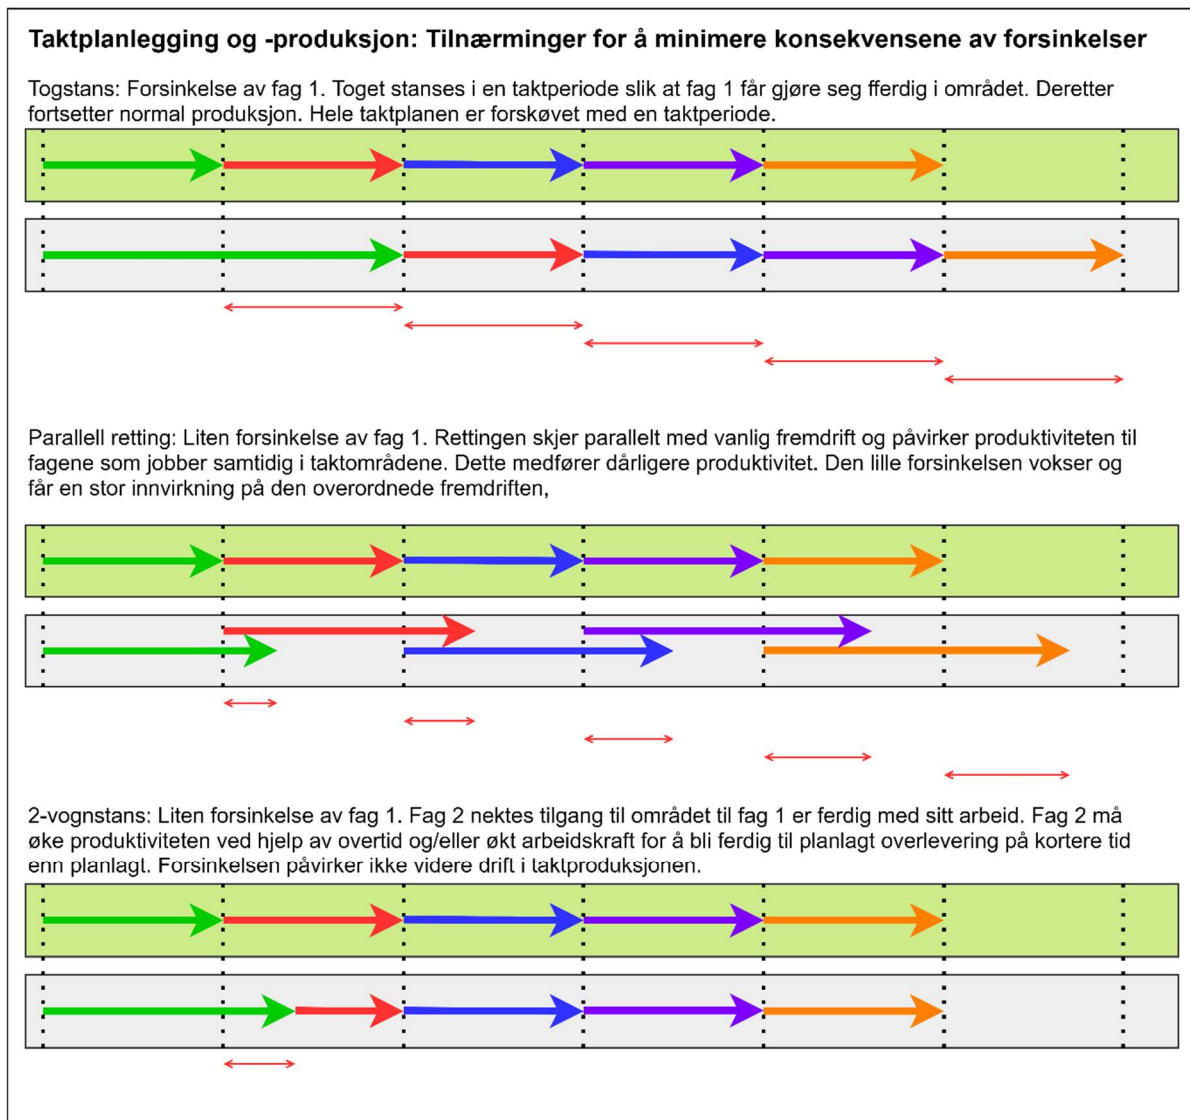 Taktplanlegging og -produksjon: Tilnærminger for å minimere konsekvensene av forsinkelser
Togstans: Forsinkelse av fag 1. Toget stanses i en taktperiode slik at fag 1 får gjøre seg fferdig i området. Deretter
fortsetter normal produksjon. Hele taktplanen er forskøvet med en taktperiode.
Parallell retting: Liten forsinkelse av fag 1. Rettingen skjer parallelt med vanlig fremdrift og påvirker produktiviteten til
fagene som jobber samtidig i taktområdene. Dette medfører dårligere produktivitet. Den lille forsinkelsen vokser og
får en stor innvirkning på den overordnede fremdriften,
2-vognstans: Liten forsinkelse av fag 1. Fag 2 nektes tilgang til området til fag 1 er ferdig med sitt arbeid. Fag 2 må
øke produktiviteten ved hjelp av overtid og/eller økt arbeidskraft for å bli ferdig til planlagt overlevering på kortere tid
enn planlagt. Forsinkelsen påvirker ikke videre drift i taktproduksjonen.